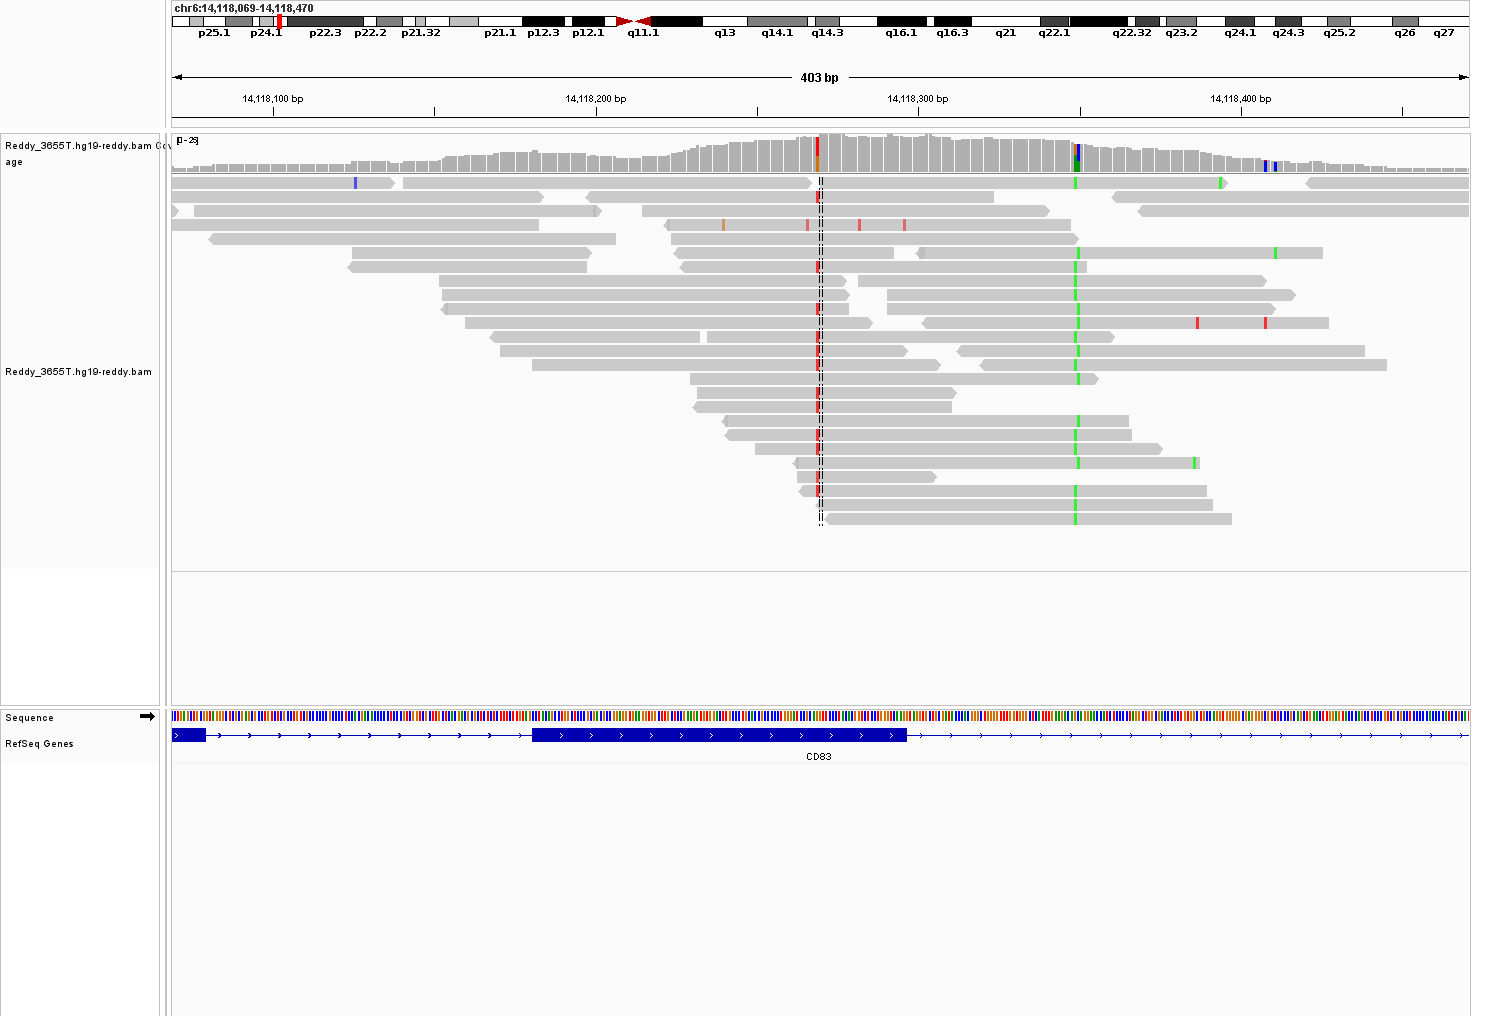 chr6:14,118,069-14,118,470
p25.1 p24.1 p22.3 p22.2 p21.32 p21.1 p12.3 p12.1 q11.1 q13 q14.1 q14.3 q16.1 q16.3 q21 q22.1 q22.32 q23.2 q24.1 q24.3 q25.2 q26 q27
403 bp
14,118,100 bp 14,118,200 bp 14,118,300 bp 14,118,400 bp
Reddy_3655T.hg19-reddy.bam Cov
age
[0-25]
Reddy_3655T.hg19-reddy.bam
Sequence
RefSeq Genes
CD83